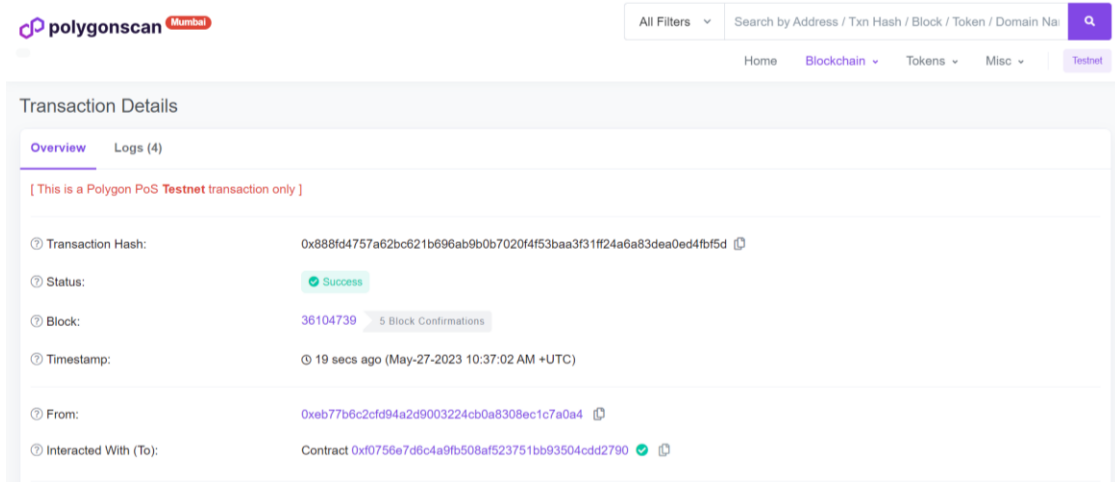 polygonscan Mumbai
All Filters
Search by Address / Txn Hash / Block / Token / Domain Na
Home Blockchain Tokens Misc Testnet
Transaction Details
Overview Logs (4)
[ This is a Polygon PoS Testnet transaction only ]
Transaction Hash: 0x888fd4757a62bc621b696ab9b0b7020f4f53baa3f31ff24a6a83dea0ed4fbf5d
Status: Success
Block: 36104739 5 Block Confirmations
Timestamp: 19 secs ago (May-27-2023 10:37:02 AM +UTC)
From: 0xeb77b6c2cfd94a2d9003224cb0a8308ec1c7a0a4
Interacted With (To): Contract 0xf0756e7d6c4a9fb508af523751bb93504cdd2790